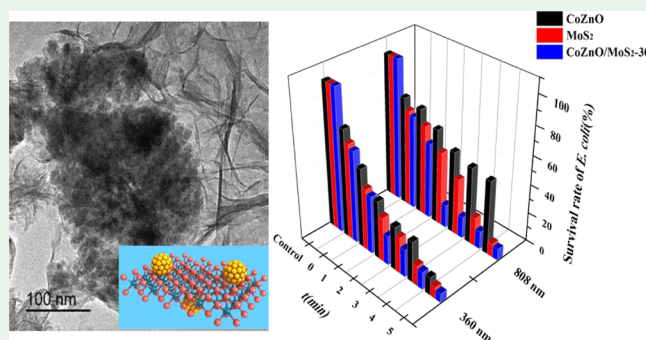 CoZnO
MoS₂
CoZnO/MoS₂-30
100
80
60
40
20
0
Survival rate of E. coli(%)
Control
0
1
2
3
4
5
t(min)
808 nm
360 nm
100 nm